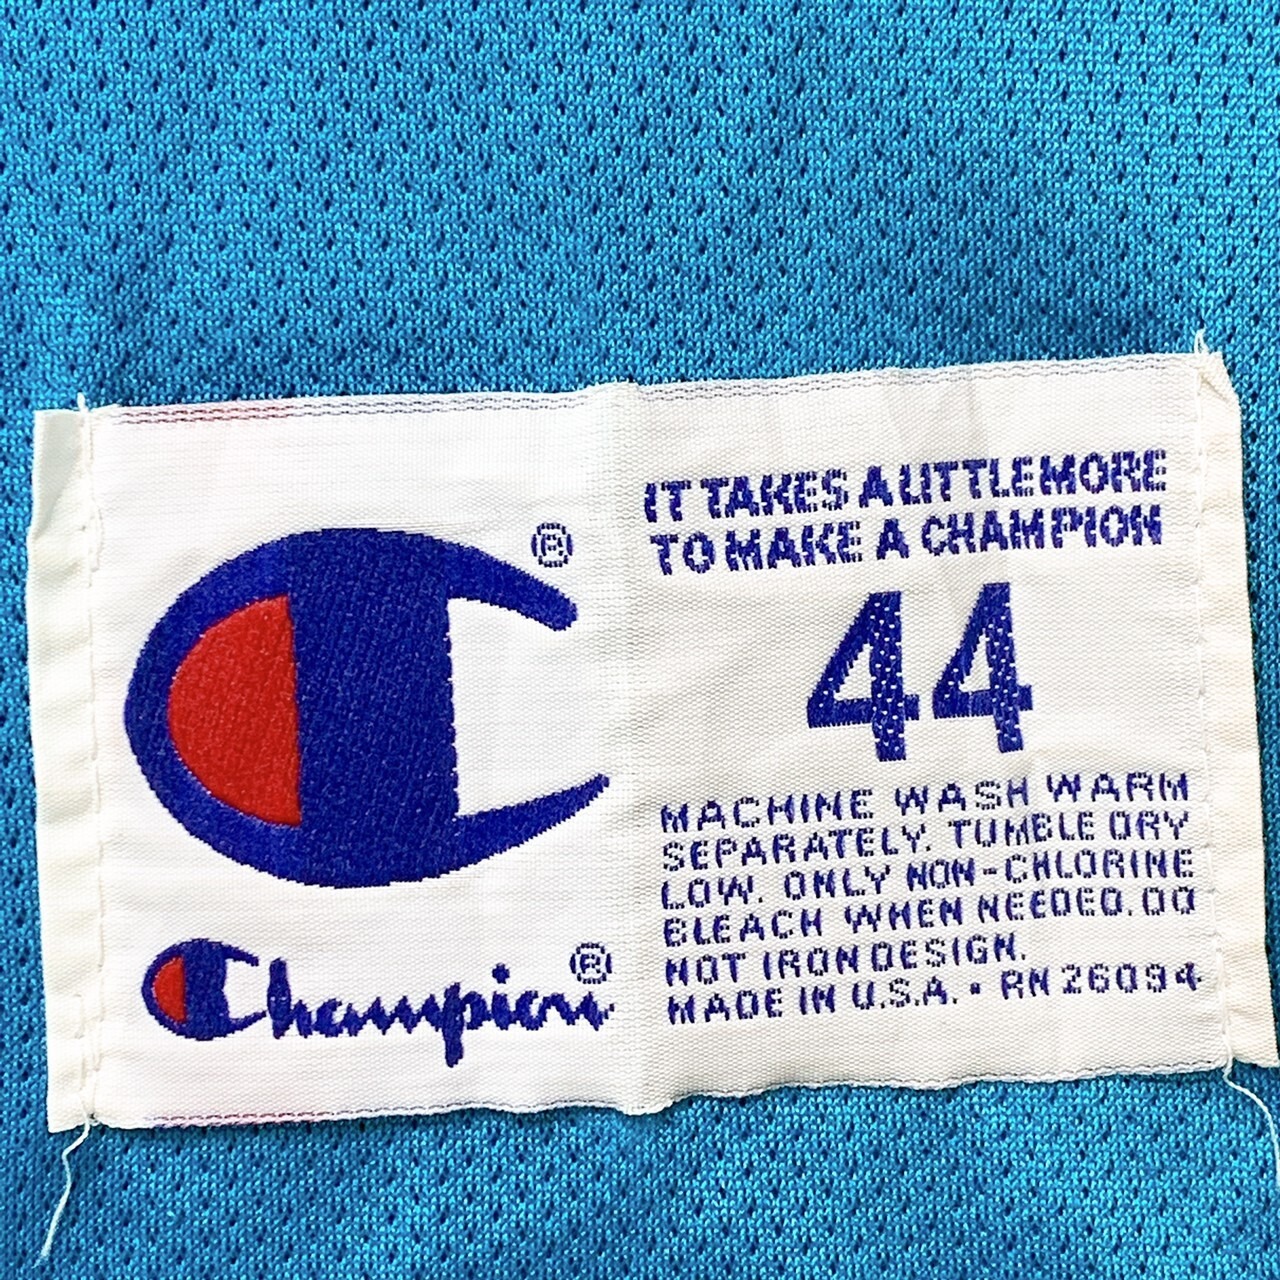 ®
Champion®
IT TAKES A LITTLE MORE
TO MAKE A CHAMPION
44
MACHINE WASH WARM
SEPARATELY. TUMBLE DRY
LOW. ONLY NON-CHLORINE
BLEACH WHEN NEEDED. DO
NOT IRON DESIGN.
MADE IN U.S.A. • RN 26094